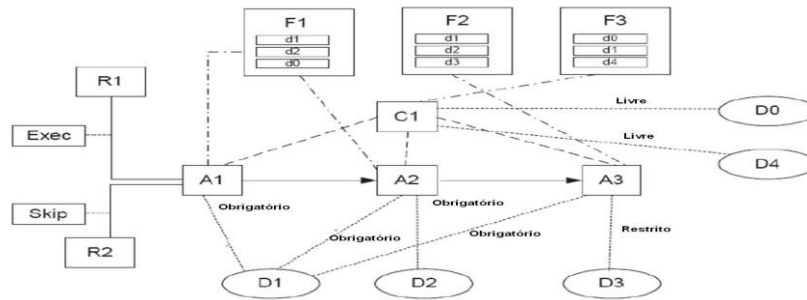 F1
d1
d2
d0
F2
d1
d2
d3
F3
d0
d1
d4
R1
Exec
Skip
R2
C1
Livre
D0
Livre
D4
A1
A2
A3
Obrigatório
Obrigatório
Obrigatório
Obrigatório
Restrito
D1
D2
D3